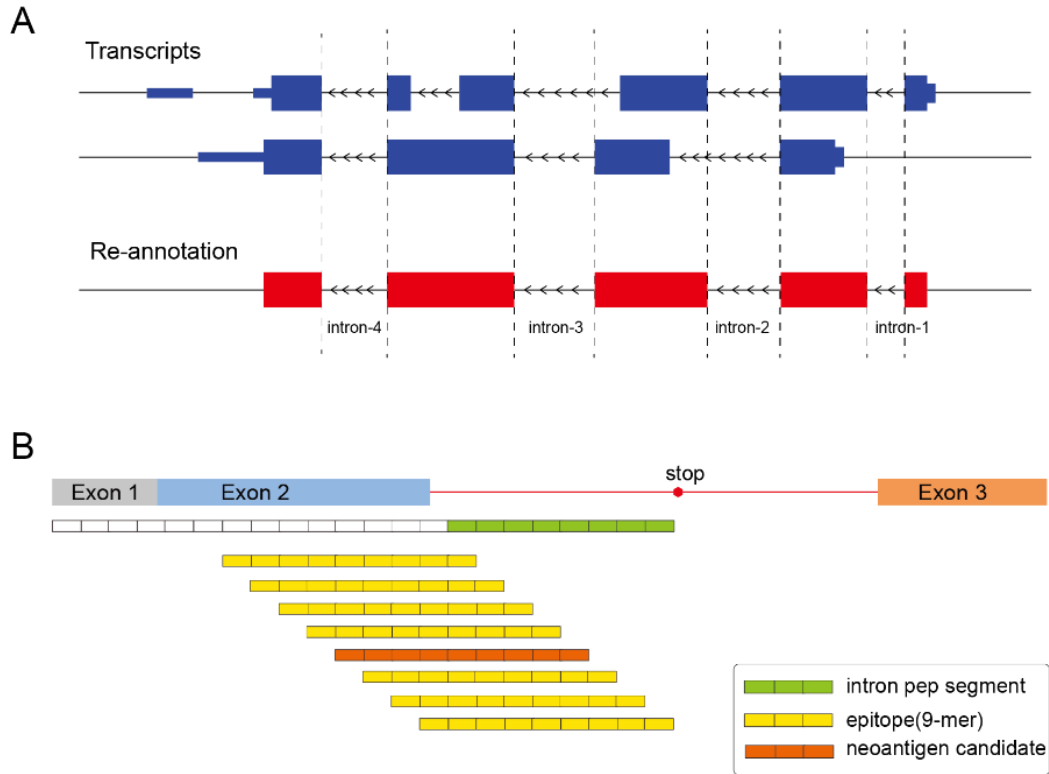 A
Transcripts
Re-annotation
intron-4
intron-3
intron-2
intron-1
B
stop
Exon 1
Exon 2
Exon 3
intron pep segment
epitope(9-mer)
neoantigen candidate